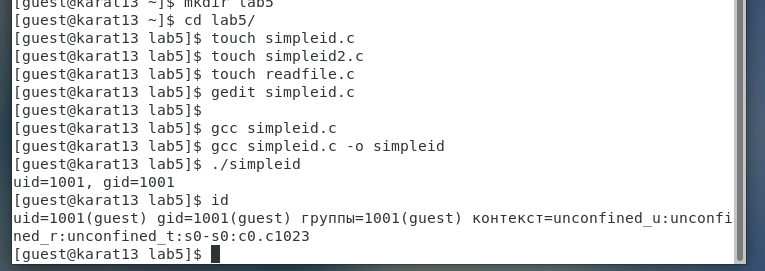 [guest@karat13 ~]$ mkdir lab5
[guest@karat13 ~]$ cd lab5/
[guest@karat13 lab5]$ touch simpleid.c
[guest@karat13 lab5]$ touch simpleid2.c
[guest@karat13 lab5]$ touch readfile.c
[guest@karat13 lab5]$ gedit simpleid.c
[guest@karat13 lab5]$
[guest@karat13 lab5]$ gcc simpleid.c
[guest@karat13 lab5]$ gcc simpleid.c -o simpleid
[guest@karat13 lab5]$ ./simpleid
uid=1001, gid=1001
[guest@karat13 lab5]$ id
uid=1001(guest) gid=1001(guest) группы=1001(guest) контекст=unconfined_u:unconfi
ned_r:unconfined_t:s0-s0:c0.c1023
[guest@karat13 lab5]$